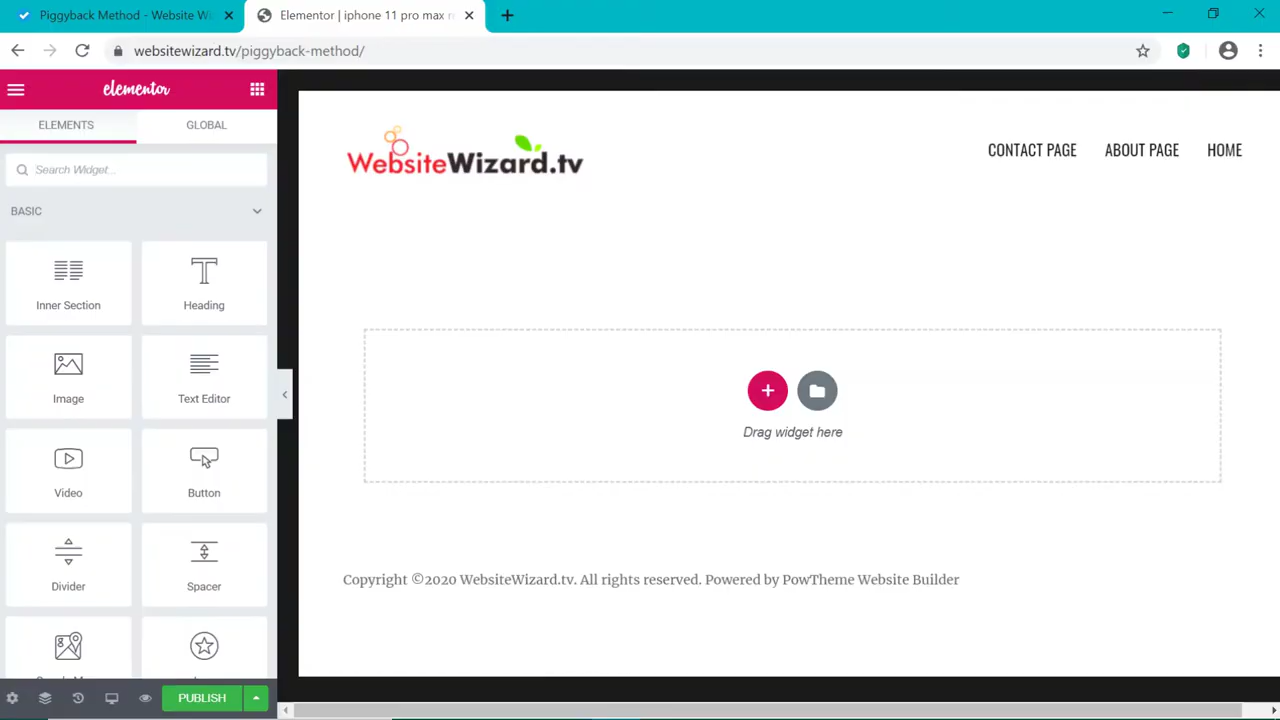 Piggyback Method - Website Wi
Elementor | iphone 11 pro max m
websitewizard.tv/piggyback-method/
elementor
ELEMENTS
GLOBAL
Search Widget...
BASIC
Inner Section
Heading
Image
Text Editor
Video
Button
Divider
Spacer
PUBLISH
WebsiteWizard.tv
CONTACT PAGE
ABOUT PAGE
HOME
Drag widget here
Copyright ©2020 WebsiteWizard.tv. All rights reserved. Powered by PowTheme Website Builder